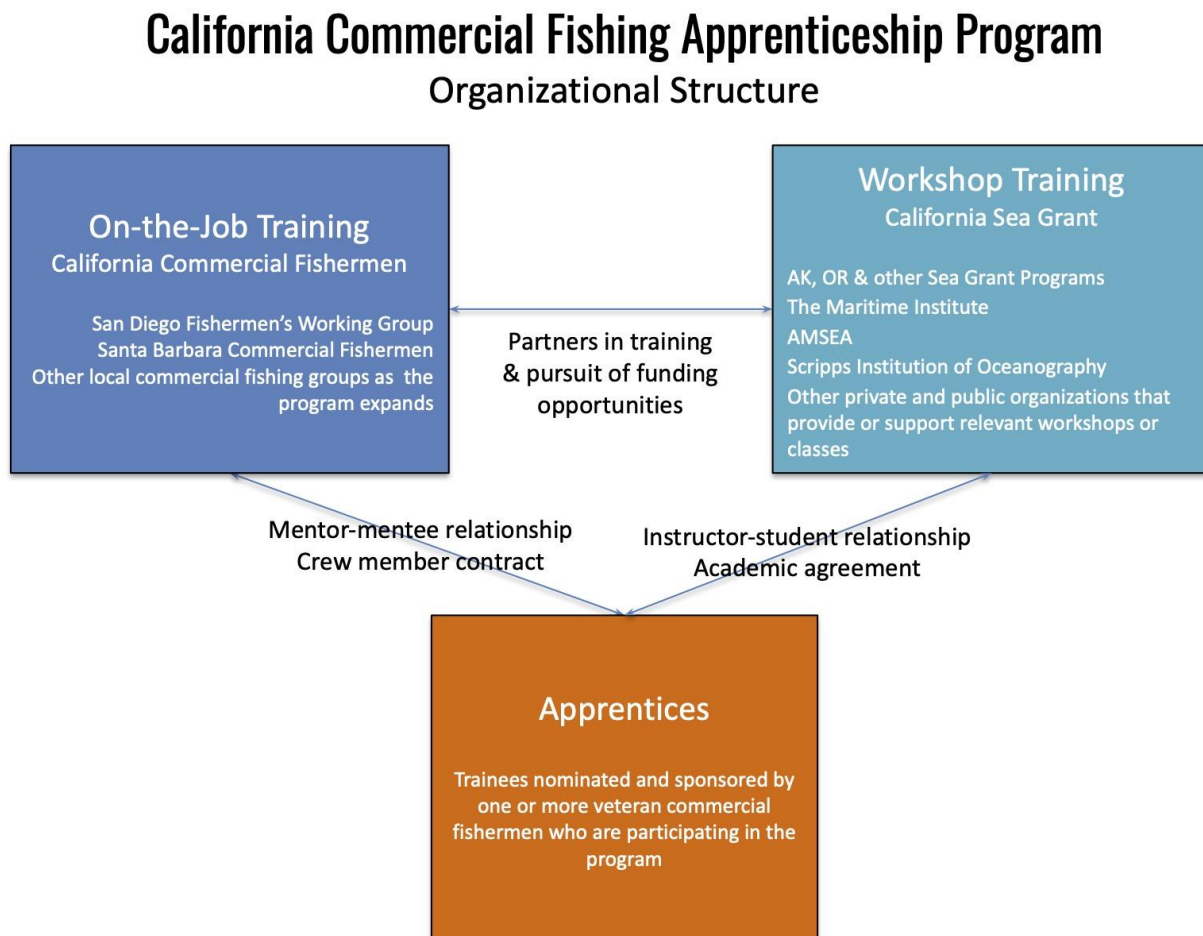 California Commercial Fishing Apprenticeship Program
Organizational Structure
On-the-Job Training
California Commercial Fishermen
San Diego Fishermen’s Working Group
Santa Barbara Commercial Fishermen
Other local commercial fishing groups as the
program expands
Partners in training
& pursuit of funding
opportunities
Workshop Training
California Sea Grant
AK, OR & other Sea Grant Programs
The Maritime Institute
AMSEA
Scripps Institution of Oceanography
Other private and public organizations that
provide or support relevant workshops or
classes
Mentor-mentee relationship
Crew member contract
Instructor-student relationship
Academic agreement
Apprentices
Trainees nominated and sponsored by
one or more veteran commercial
fishermen who are participating in the
program